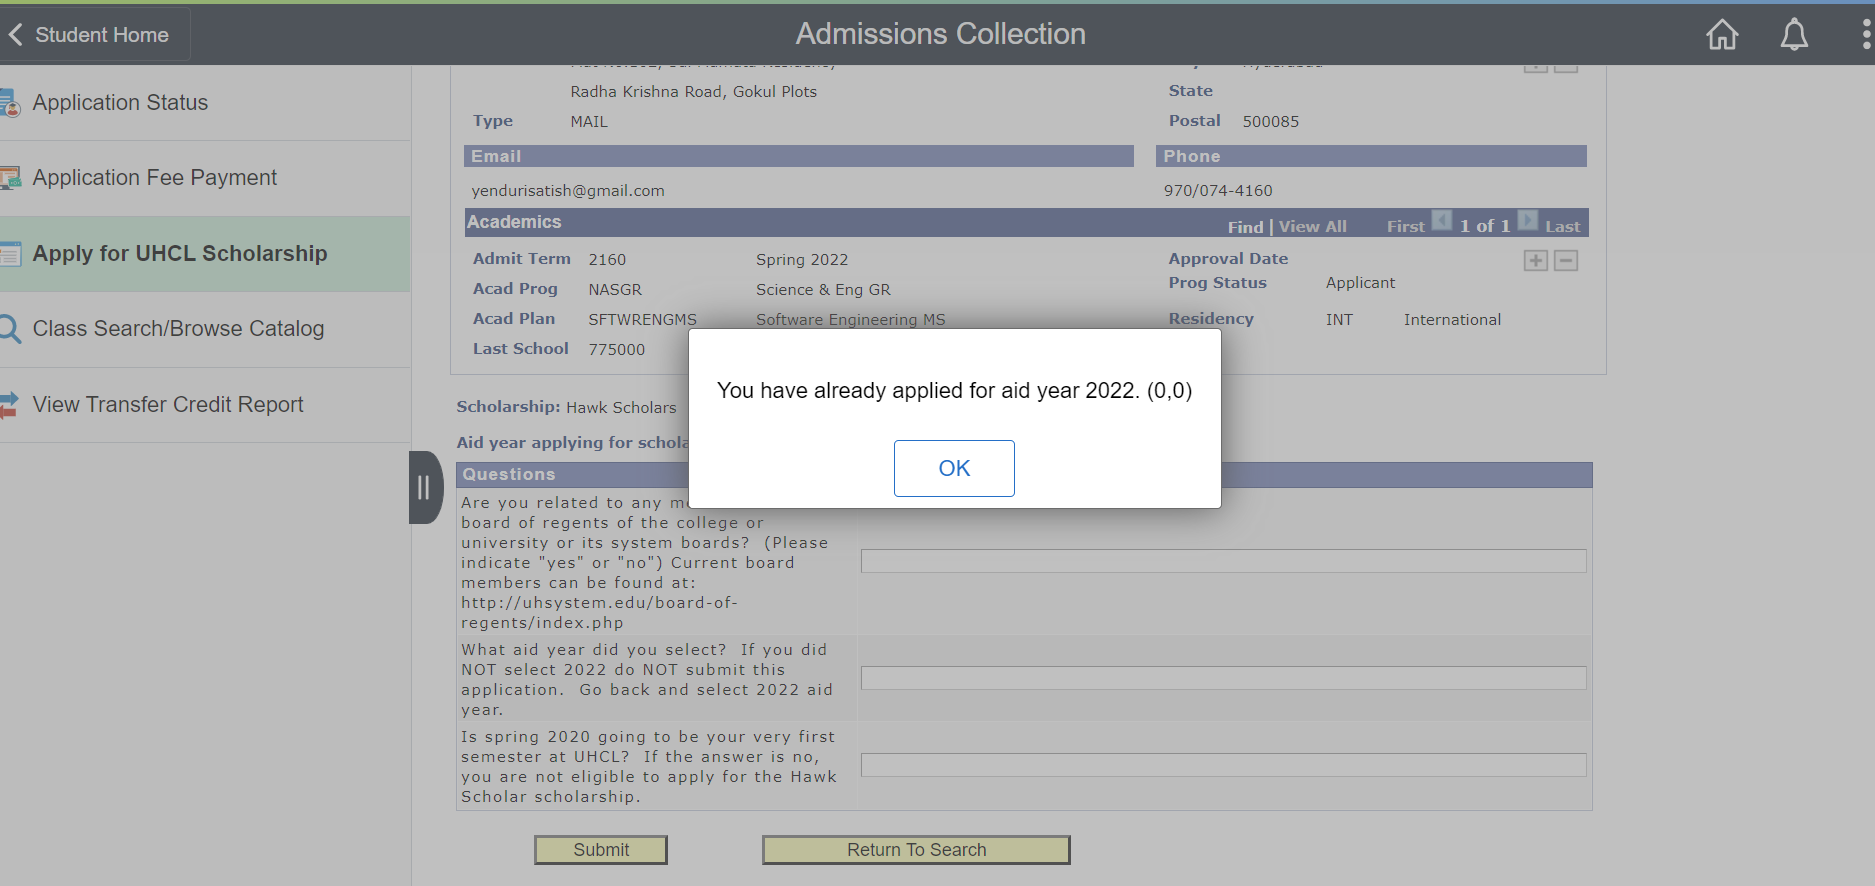 Student Home
Admissions Collection
Application Status
Application Fee Payment
Apply for UHCL Scholarship
Class Search/Browse Catalog
View Transfer Credit Report
Radha Krishna Road, Gokul Plots
State
Type MAIL
Postal 500085
Email
Phone
yendurisatish@gmail.com
970/074-4160
Academics
Find | View All First 1 of 1 Last
Admit Term 2160 Spring 2022
Approval Date
Acad Prog NASGR Science & Eng GR
Prog Status Applicant
Acad Plan SFTWRENGMS Software Engineering MS
Residency INT International
Last School 775000
You have already applied for aid year 2022. (0,0)
OK
Scholarship: Hawk Scholars
Aid year applying for schola
Questions
Are you related to any m
board of regents of the college or
university or its system boards? (Please
indicate "yes" or "no") Current board
members can be found at:
http://uhsystem.edu/board-of-
regents/index.php
What aid year did you select? If you did
NOT select 2022 do NOT submit this
application. Go back and select 2022 aid
year.
Is spring 2020 going to be your very first
semester at UHCL? If the answer is no,
you are not eligible to apply for the Hawk
Scholar scholarship.
Submit
Return To Search